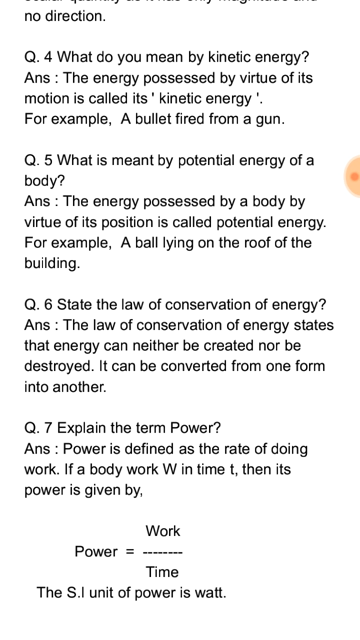 no direction.
Q. 4 What do you mean by kinetic energy?
Ans : The energy possessed by virtue of its
motion is called its ' kinetic energy '.
For example,  A bullet fired from a gun.
Q. 5 What is meant by potential energy of a
body?
Ans : The energy possessed by a body by
virtue of its position is called potential energy.
For example,  A ball lying on the roof of the
building.
Q. 6 State the law of conservation of energy?
Ans : The law of conservation of energy states
that energy can neither be created nor be
destroyed. It can be converted from one form
into another.
Q. 7 Explain the term Power?
Ans : Power is defined as the rate of doing
work. If a body work W in time t, then its
power is given by,
Work
Power = --------
Time
The S.I unit of power is watt.